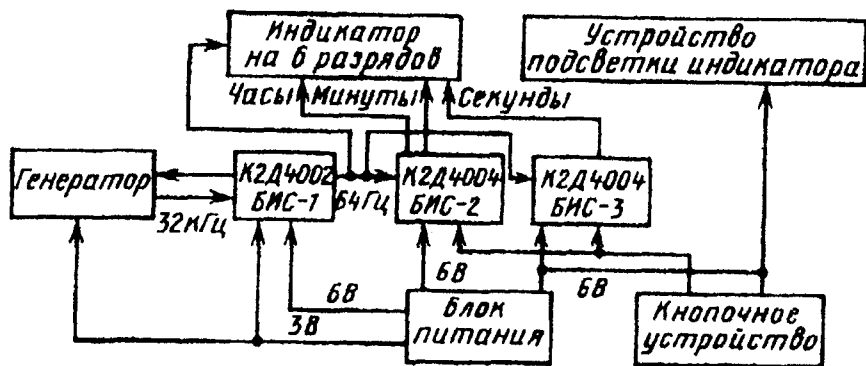 Индикатор
на 6 разрядов
Устройство
подсветки индикатора
Часы Минуты Секунды
Генератор
К2Д4002
БИС-1
К2Д4004
БИС-2
К2Д4004
БИС-3
64Гц
32кГц
6В
6В
6В
3В
Блок
питания
Кнопочное
устройство